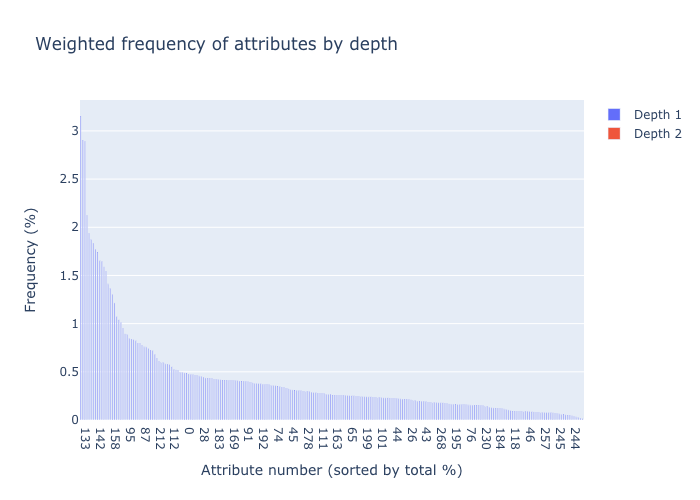 Weighted frequency of attributes by depth
Depth 1
Depth 2
Frequency (%)
3
2.5
2
1.5
1
0.5
0
133 142 158 95 87 212 112 0 28 183 169 91 192 74 45 278 111 163 65 199 101 44 26 43 268 195 76 230 184 118 46 257 245 244
Attribute number (sorted by total %)